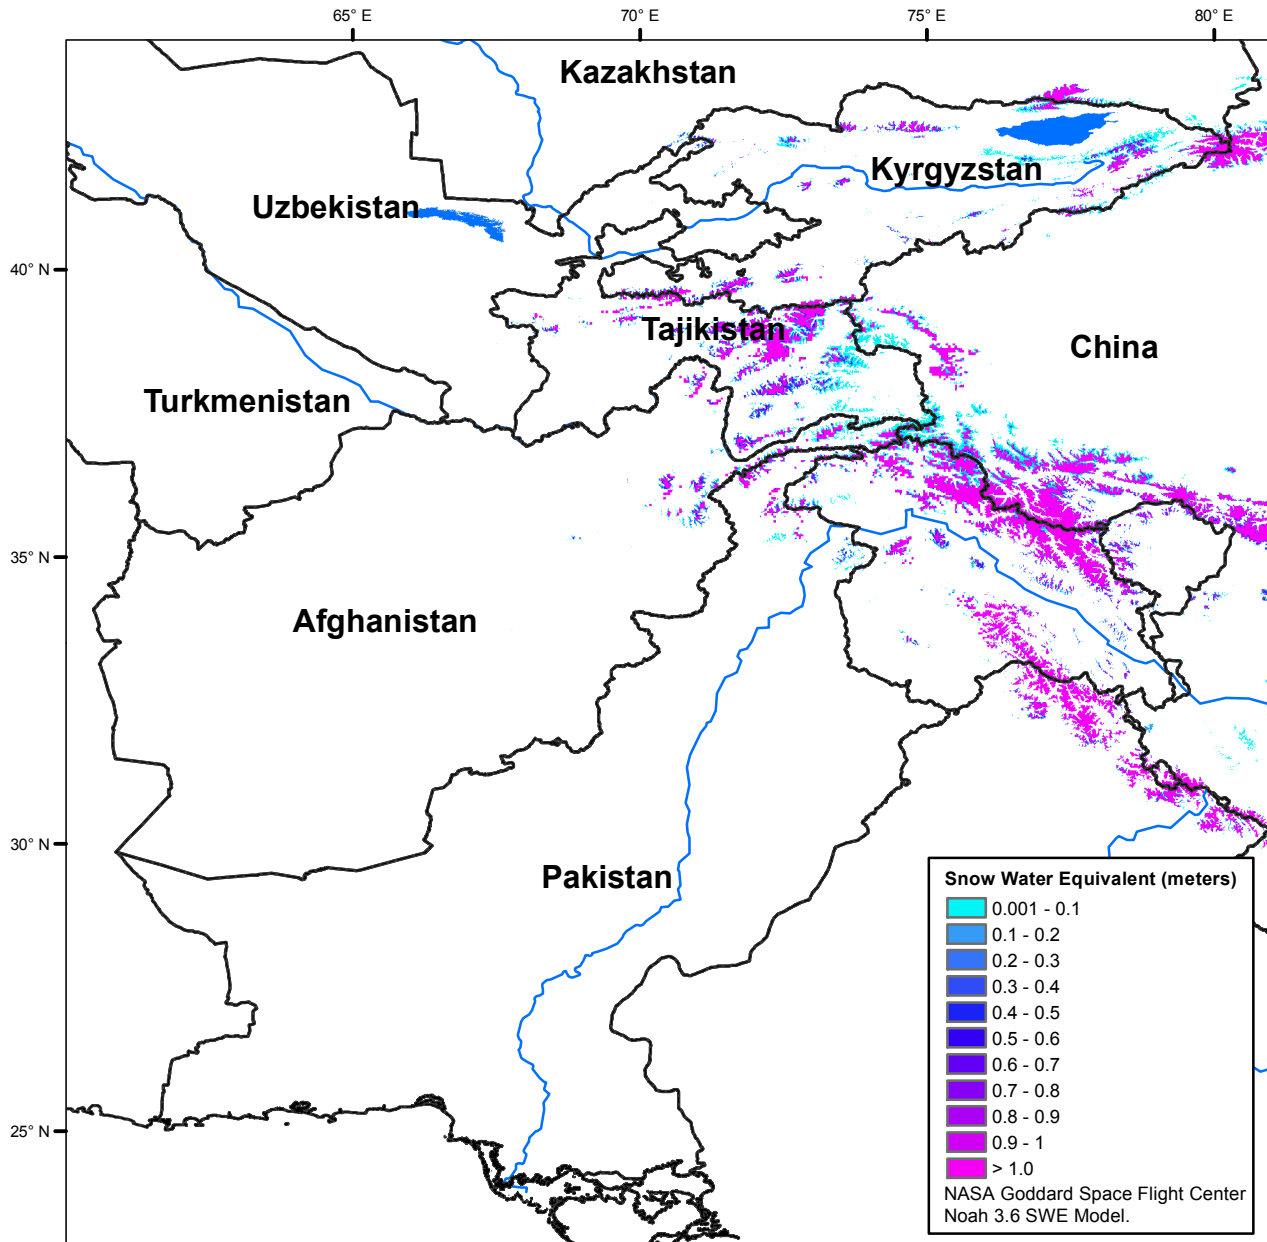 65° E
70° E
75° E
80° E
Kazakhstan
Kyrgyzstan
Uzbekistan
40° N
Tajikistan
China
Turkmenistan
35° N
Afghanistan
30° N
Pakistan
25° N
Snow Water Equivalent (meters)
0.001 - 0.1
0.1 - 0.2
0.2 - 0.3
0.3 - 0.4
0.4 - 0.5
0.5 - 0.6
0.6 - 0.7
0.7 - 0.8
0.8 - 0.9
0.9 - 1
> 1.0
NASA Goddard Space Flight Center
Noah 3.6 SWE Model.